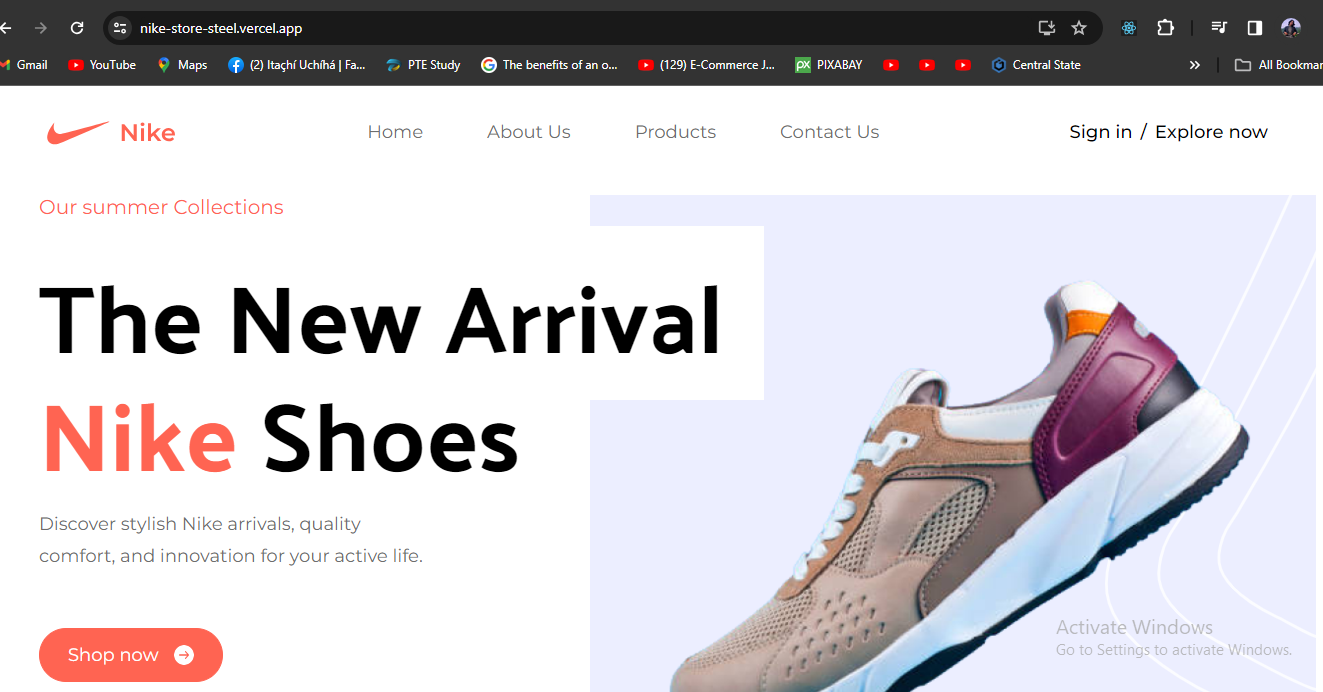 nike-store-steel.vercel.app
Gmail YouTube Maps (2) Itaçhí Uchíhá | Fa... PTE Study The benefits of an o... (129) E-Commerce J... PIXABAY Central State » All Bookmar
Nike Home About Us Products Contact Us Sign in / Explore now
Our summer Collections
The New Arrival
Nike Shoes
Discover stylish Nike arrivals, quality
comfort, and innovation for your active life.
Shop now
Activate Windows
Go to Settings to activate Windows.